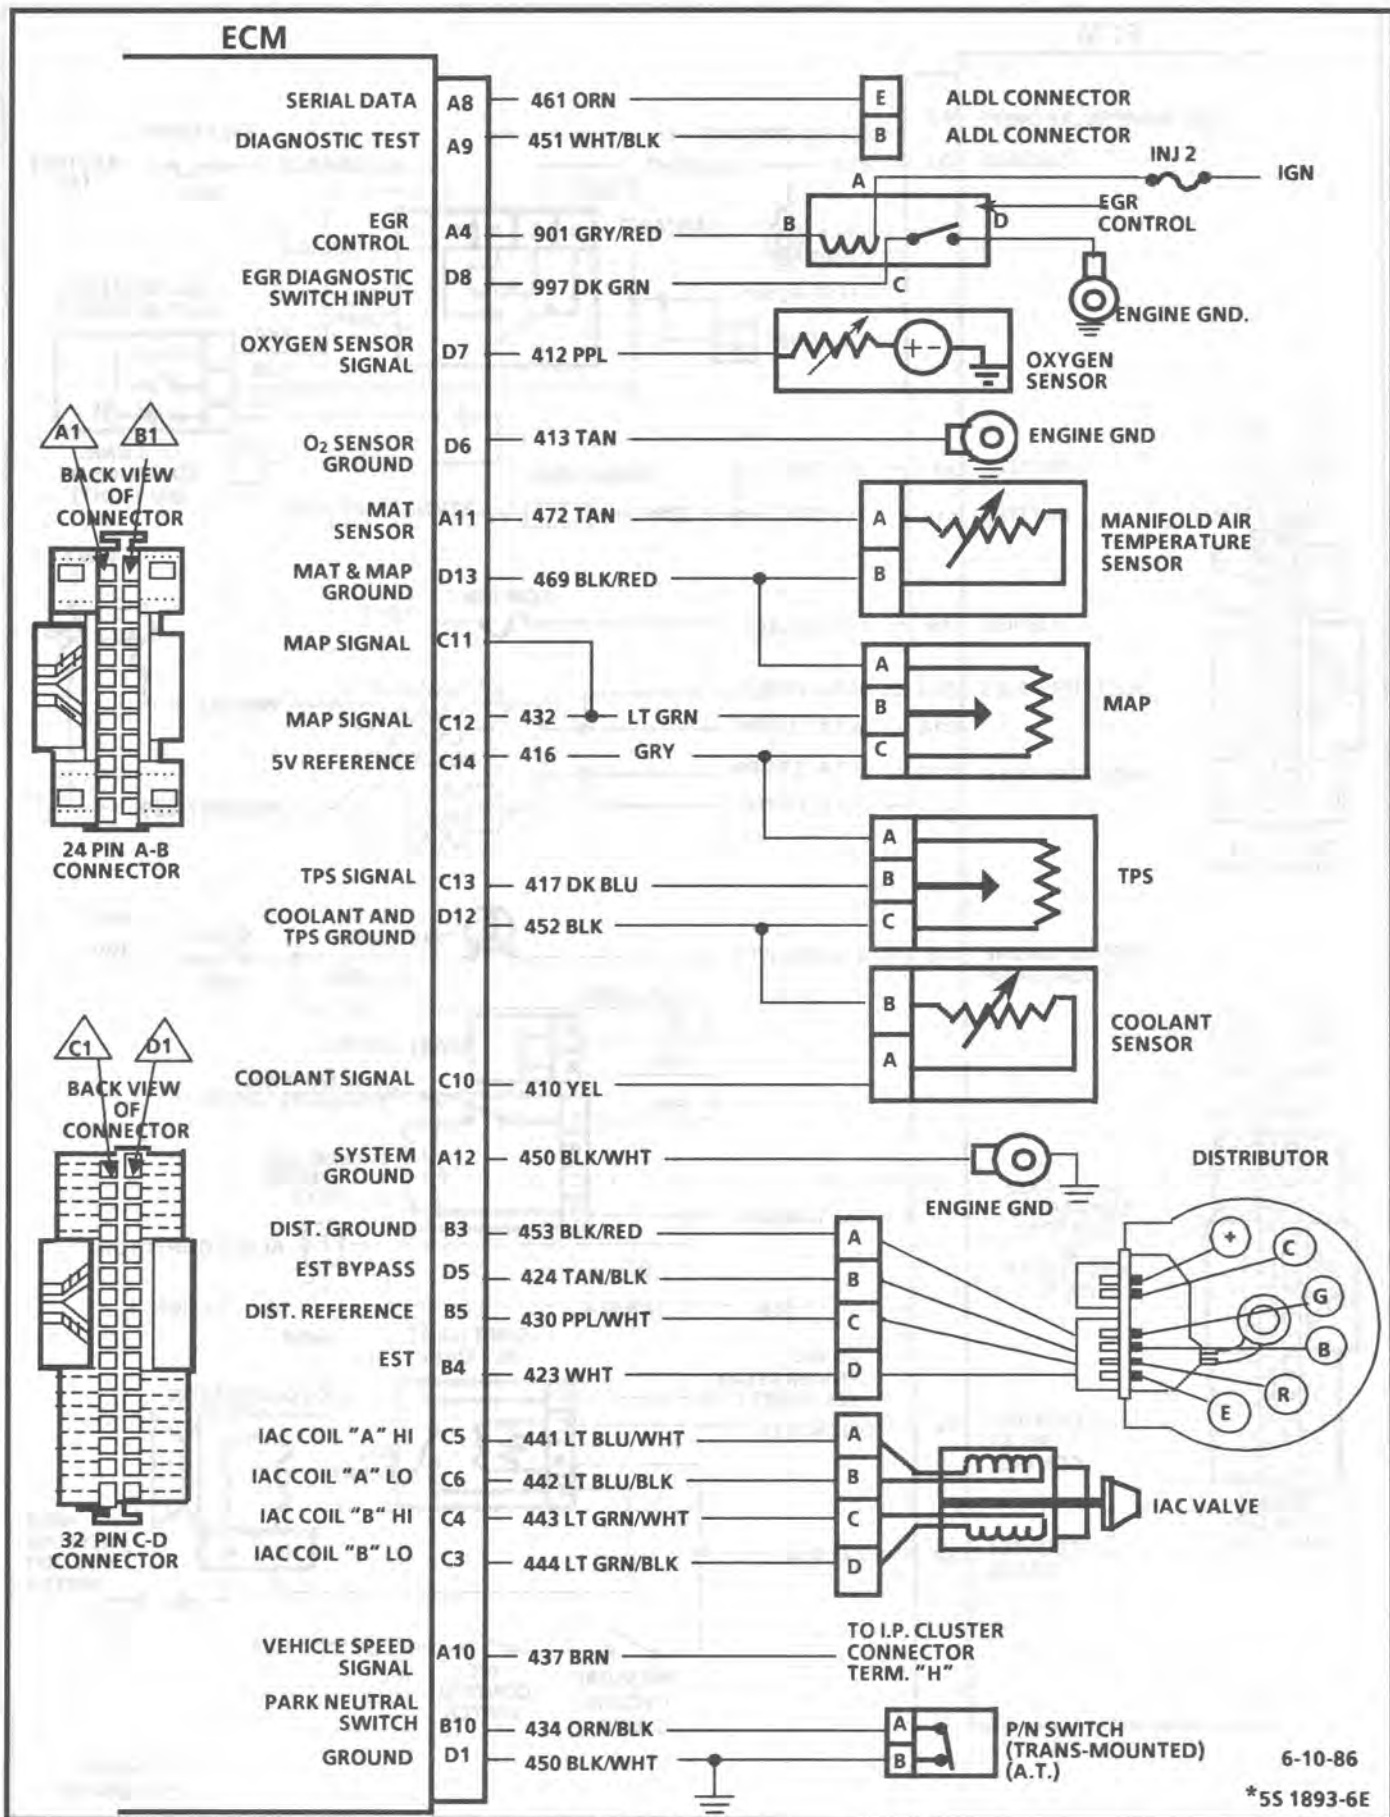 ECM
SERIAL DATA A8 461 ORN E ALDL CONNECTOR
DIAGNOSTIC TEST A9 451 WHT/BLK B ALDL CONNECTOR
INJ 2
IGN
A
EGR
CONTROL
B
D
EGR
CONTROL A4 901 GRY/RED
EGR DIAGNOSTIC
SWITCH INPUT D8 997 DK GRN
C
ENGINE GND.
OXYGEN SENSOR
SIGNAL D7 412 PPL
+ -
OXYGEN
SENSOR
O2 SENSOR
GROUND D6 413 TAN ENGINE GND
MAT
SENSOR A11 472 TAN A
MANIFOLD AIR
TEMPERATURE
SENSOR
MAT & MAP
GROUND D13 469 BLK/RED B
MAP SIGNAL C11 A
MAP
MAP SIGNAL C12 432 LT GRN B
5V REFERENCE C14 416 GRY C
A1 B1
BACK VIEW
OF
CONNECTOR
24 PIN A-B
CONNECTOR
A
TPS SIGNAL C13 417 DK BLU B TPS
COOLANT AND
TPS GROUND D12 452 BLK C
B
COOLANT
SENSOR
A
COOLANT SIGNAL C10 410 YEL
C1 D1
BACK VIEW
OF
CONNECTOR
32 PIN C-D
CONNECTOR
SYSTEM
GROUND A12 450 BLK/WHT
ENGINE GND
DISTRIBUTOR
DIST. GROUND B3 453 BLK/RED A
EST BYPASS D5 424 TAN/BLK B
DIST. REFERENCE B5 430 PPL/WHT C
EST B4 423 WHT D
+
C
G
B
R
E
IAC COIL "A" HI C5 441 LT BLU/WHT A
IAC COIL "A" LO C6 442 LT BLU/BLK B
IAC COIL "B" HI C4 443 LT GRN/WHT C
IAC COIL "B" LO C3 444 LT GRN/BLK D
IAC VALVE
VEHICLE SPEED
SIGNAL A10 437 BRN
TO I.P. CLUSTER
CONNECTOR
TERM. "H"
PARK NEUTRAL
SWITCH B10 434 ORN/BLK A
GROUND D1 450 BLK/WHT B
P/N SWITCH
(TRANS-MOUNTED)
(A.T.)
6-10-86
*5S 1893-6E